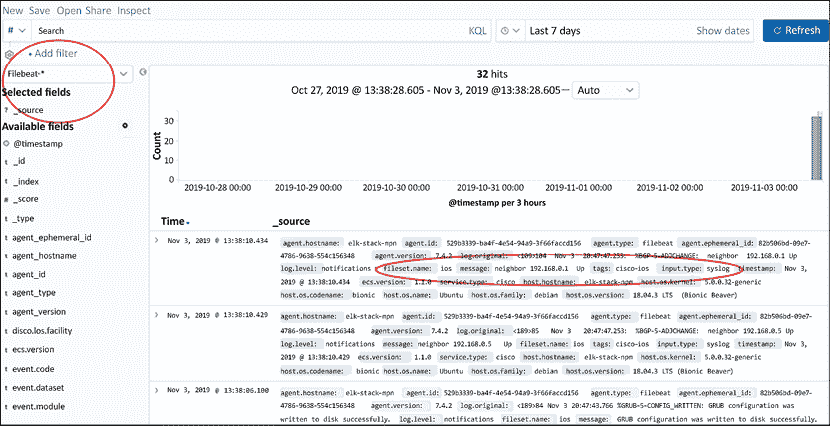 New Save Open Share Inspect
# Search KQL Last 7 days Show dates Refresh
+ Add filter
Filebeat-*
Selected fields
? _source
Available fields
@timestamp
t _id
t _index
# _score
t _type
t agent_ephemeral_id
t agent_hostname
t agent_id
t agent_type
t agent_version
t disco.los.facility
t ecs.version
t event.code
t event.dataset
t event.module
32 hits
Oct 27, 2019 @ 13:38:28.605 - Nov 3, 2019 @13:38:28.605— Auto
Count
30
20
10
0
2019-10-28 00:00 2019-10-29 00:00 2019-10-30 00:00 2019-10-31 00:00 2019-11-01 00:00 2019-11-02 00:00 2019-11-03 00:00
@timestamp per 3 hours
Time _source
Nov 3, 2019 @ 13:38:10.434 agent.hostname: elk-stack-npn agent.id: 529b3339-ba4f-4e54-94a9-3f66faccd156 agent.type: filebeat agent.ephemeral_id: 82b506bd-09e7-
4786-9638-554c156348 agent.version: 7.4.2 log.original: <189>184 Nov 3 20:47:47.253: %BGP-5-ADJCHANGE: neighbor 192.168.0.1 Up
log.level: notifications fileset.name: ios message: neighbor 192.168.0.1 Up tags: cisco-ios input.type: syslog timestamp: Nov 3,
2019 @ 13:38:10.434 ecs.version: 1.1.0 service.type: cisco host.hostname: elk-stack-npn host.os.kernel: 5.0.0.32-generic
host.os.codename: bionic host.os.name: Ubuntu host.os.family: debian host.os.version: 18.04.3 LTS (Bionic Beaver)
Nov 3, 2019 @ 13:38:10.429 agent.hostname: elk-stack-npn agent.id: 529b3339-ba4f-4e54-94a9-3f66faccd156 agent.type: filebeat agent.ephemeral_id: 82b506bd-09e7-
4786-9638-554c156348 agent.version: 7.4.2 log.original: <189>85 Nov 3 20:47:47.253: %BGP-5-ADJCHANGE: neighbor 192.168.0.5 Up
log.level: notifications message: neighbor 192.168.0.5 Up fileset.name: ios tags: cisco-ios input.type: syslog timestamp: Nov 3,
2019 @ 13:38:10.429 ecs.version: 1.1.0 service.type: cisco host.hostname: elk-stack-npn host.os.kernel: 5.0.0.32-generic
host.os.codename: bionic host.os.name: Ubuntu host.os.family: debian host.os.version: 18.04.3 LTS (Bionic Beaver)
Nov 3, 2019 @ 13:38:06.100 agent.hostname: elk-stack-npn agent.id: 529b3339-ba4f-4e54-94a9-3f66faccd156 agent.type: filebeat agent.ephemeral_id: 82b506bd-09e7-
4786-9638-554c156348 agent.version: 7.4.2 log.original: <189>84 Nov 3 20:47:43.766 %GRUB-5-CONFIG_WRITTEN: GRUB configuration was
written to disk successfully. log.level: notifications fileset.name: ios message: GRUB configuration was written to disk successfully.